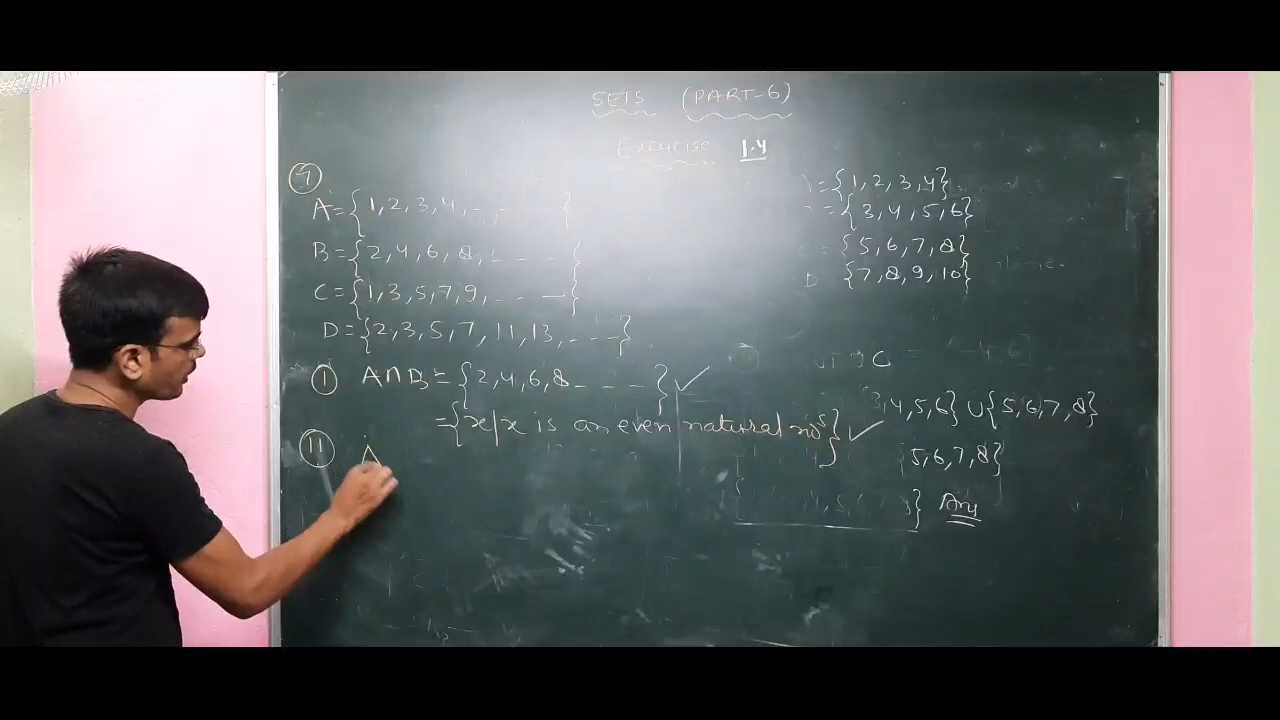 SETS (PART-6)
Exercise 1.4
7
A = {1, 2, 3, 4, - - - - -}
B = {2, 4, 6, 8, - - - -}
C = {1, 3, 5, 7, 9, - - - -}
D = {2, 3, 5, 7, 11, 13, - - -}
① A ∩ B = {2, 4, 6, 8 - - - -} ✓
= {x/x is an even natural nos} ✓
⑪ A
= {1, 2, 3, 4}
= {3, 4, 5, 6}
= {5, 6, 7, 8}
D {7, 8, 9, 10}
3, 4, 5, 6} ∪ {5, 6, 7, 8}
{5, 6, 7, 8}
Ans